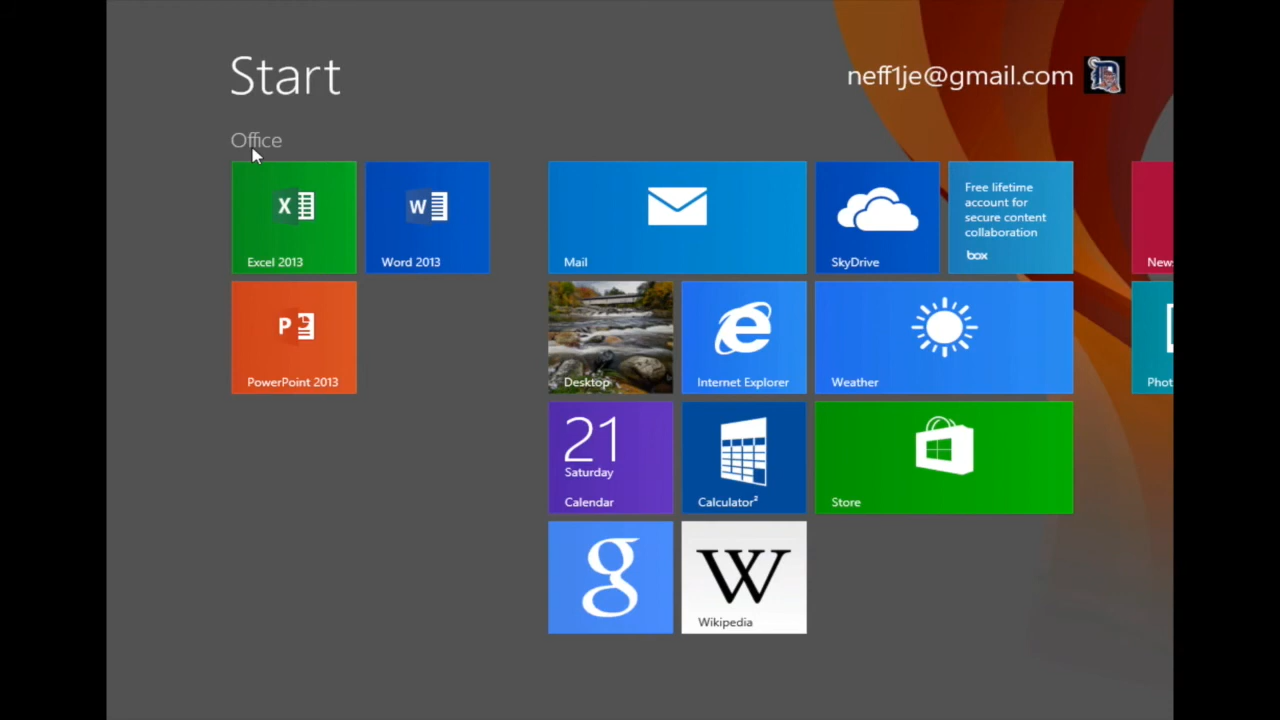 Start
neff1je@gmail.com
Office
X
Excel 2013
W
Word 2013
Mail
SkyDrive
Free lifetime
account for
secure content
collaboration
box
New
P
PowerPoint 2013
Desktop
Internet Explorer
Weather
Phot
21
Saturday
Calendar
Calculator²
Store
g
W
Wikipedia